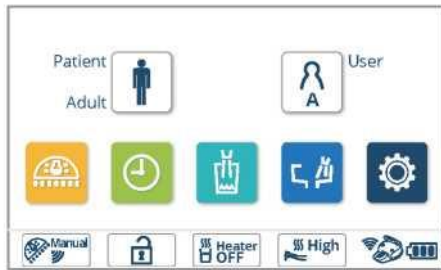 Patient
Adult
User
A
Manual
Heater
OFF
High